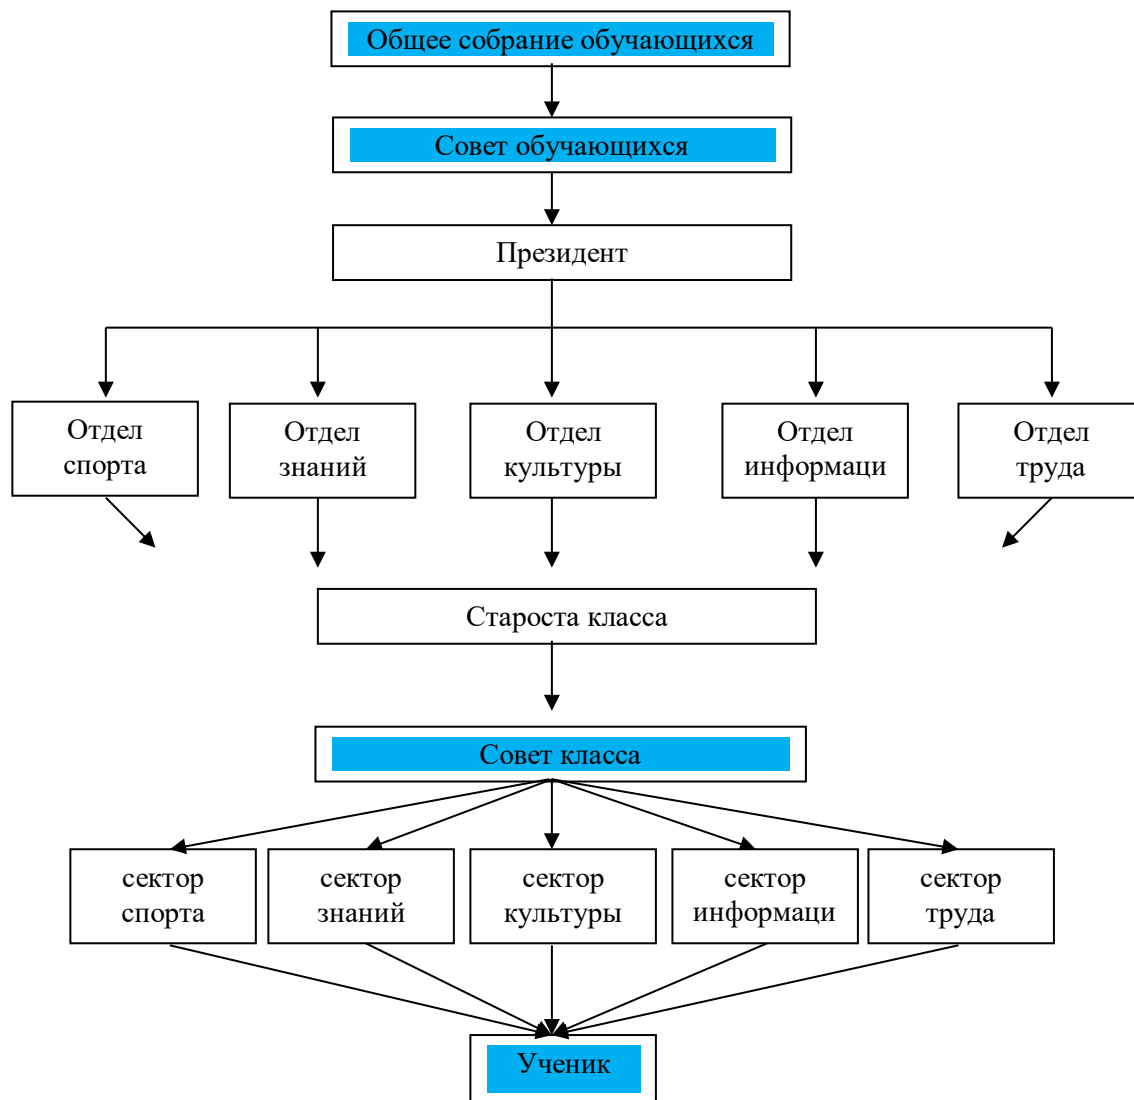 Общее собрание обучающихся
Совет обучающихся
Президент
Отдел
спорта
Отдел
знаний
Отдел
культуры
Отдел
информаци
Отдел
труда
Староста класса
Совет класса
сектор
спорта
сектор
знаний
сектор
культуры
сектор
информаци
сектор
труда
Ученик